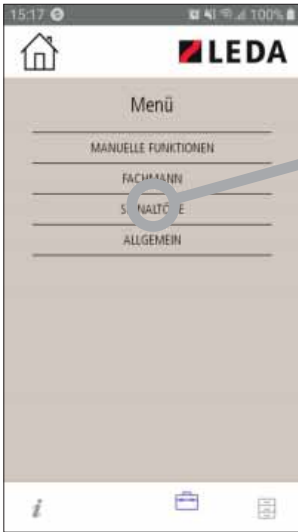 15:17 100%
LEDA
Menü
MANUELLE FUNKTIONEN
FACHMANN
ALLGEMEIN
i